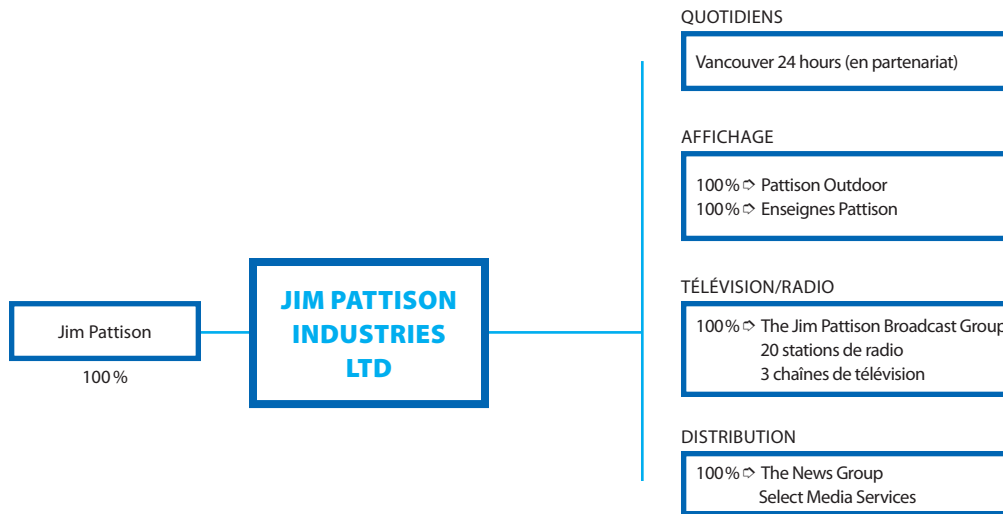 QUOTIDIENS
Vancouver 24 hours (en partenariat)
AFFICHAGE
100% ➩ Pattison Outdoor
100% ➩ Enseignes Pattison
JIM PATTISON
INDUSTRIES
LTD
Jim Pattison
100%
TÉLÉVISION/RADIO
100% ➩ The Jim Pattison Broadcast Group
20 stations de radio
3 chaînes de télévision
DISTRIBUTION
100% ➩ The News Group
Select Media Services